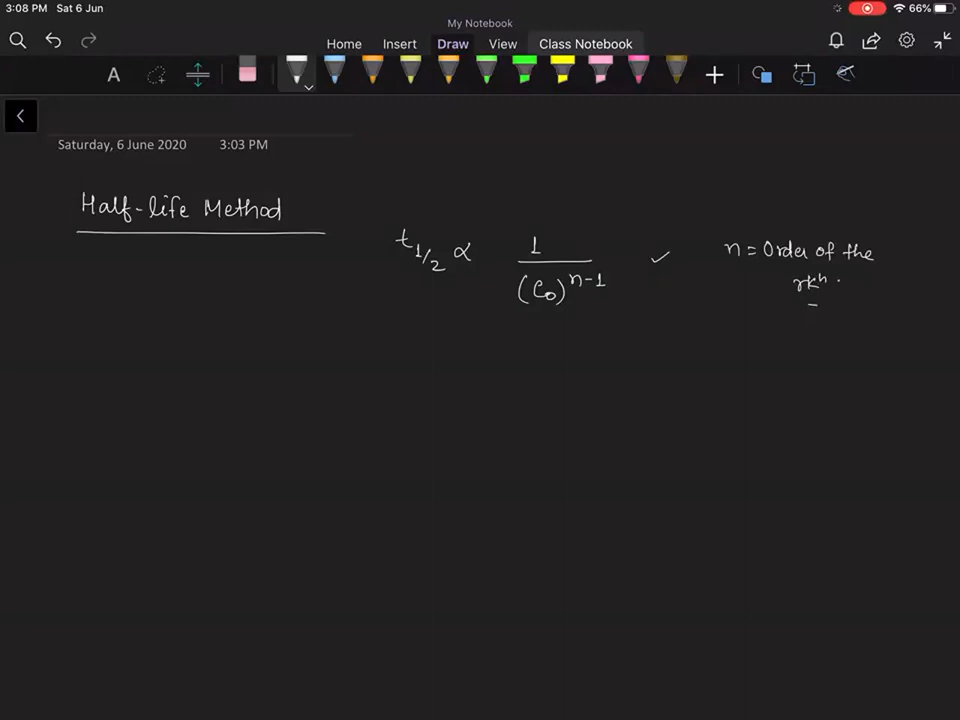 3:08 PM Sat 6 Jun 66%
My Notebook
Home Insert Draw View Class Notebook
A
Saturday, 6 June 2020 3:03 PM
Half-life Method
t1/2 ∝ 1/(C0)^n-1 ✓ n = Order of the
rxn.